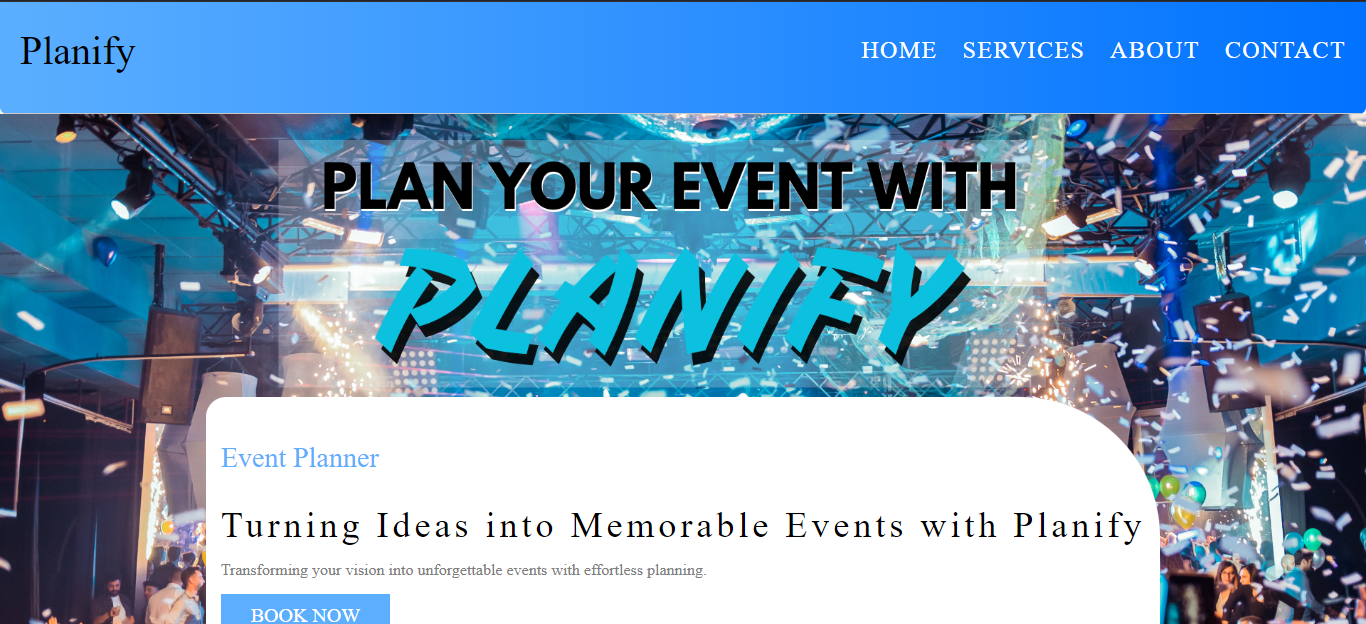 Planify
HOME SERVICES ABOUT CONTACT
PLAN YOUR EVENT WITH
PLANIFY
Event Planner
Turning Ideas into Memorable Events with Planify
Transforming your vision into unforgettable events with effortless planning.
BOOK NOW